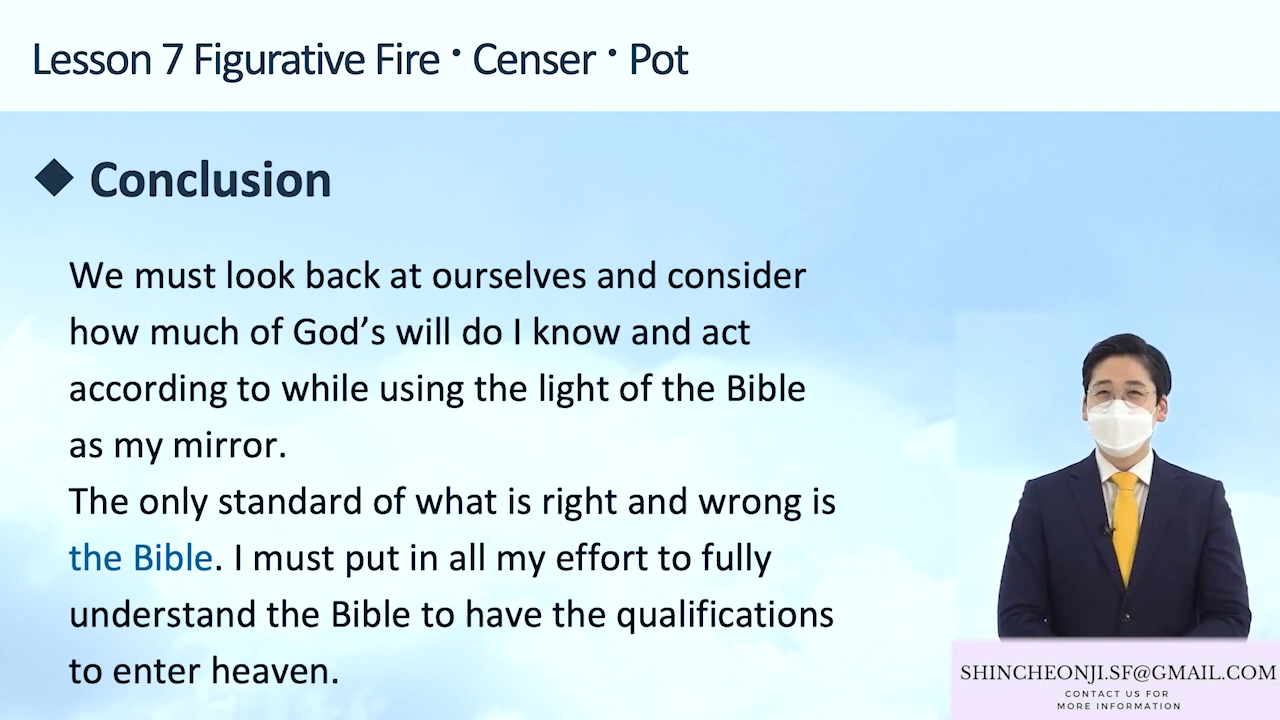 Lesson 7 Figurative Fire · Censer · Pot
◆ Conclusion
We must look back at ourselves and consider
how much of God’s will do I know and act
according to while using the light of the Bible
as my mirror.
The only standard of what is right and wrong is
the Bible. I must put in all my effort to fully
understand the Bible to have the qualifications
to enter heaven.
SHINCHEONJI.SF@GMAIL.COM
CONTACT US FOR
MORE INFORMATION